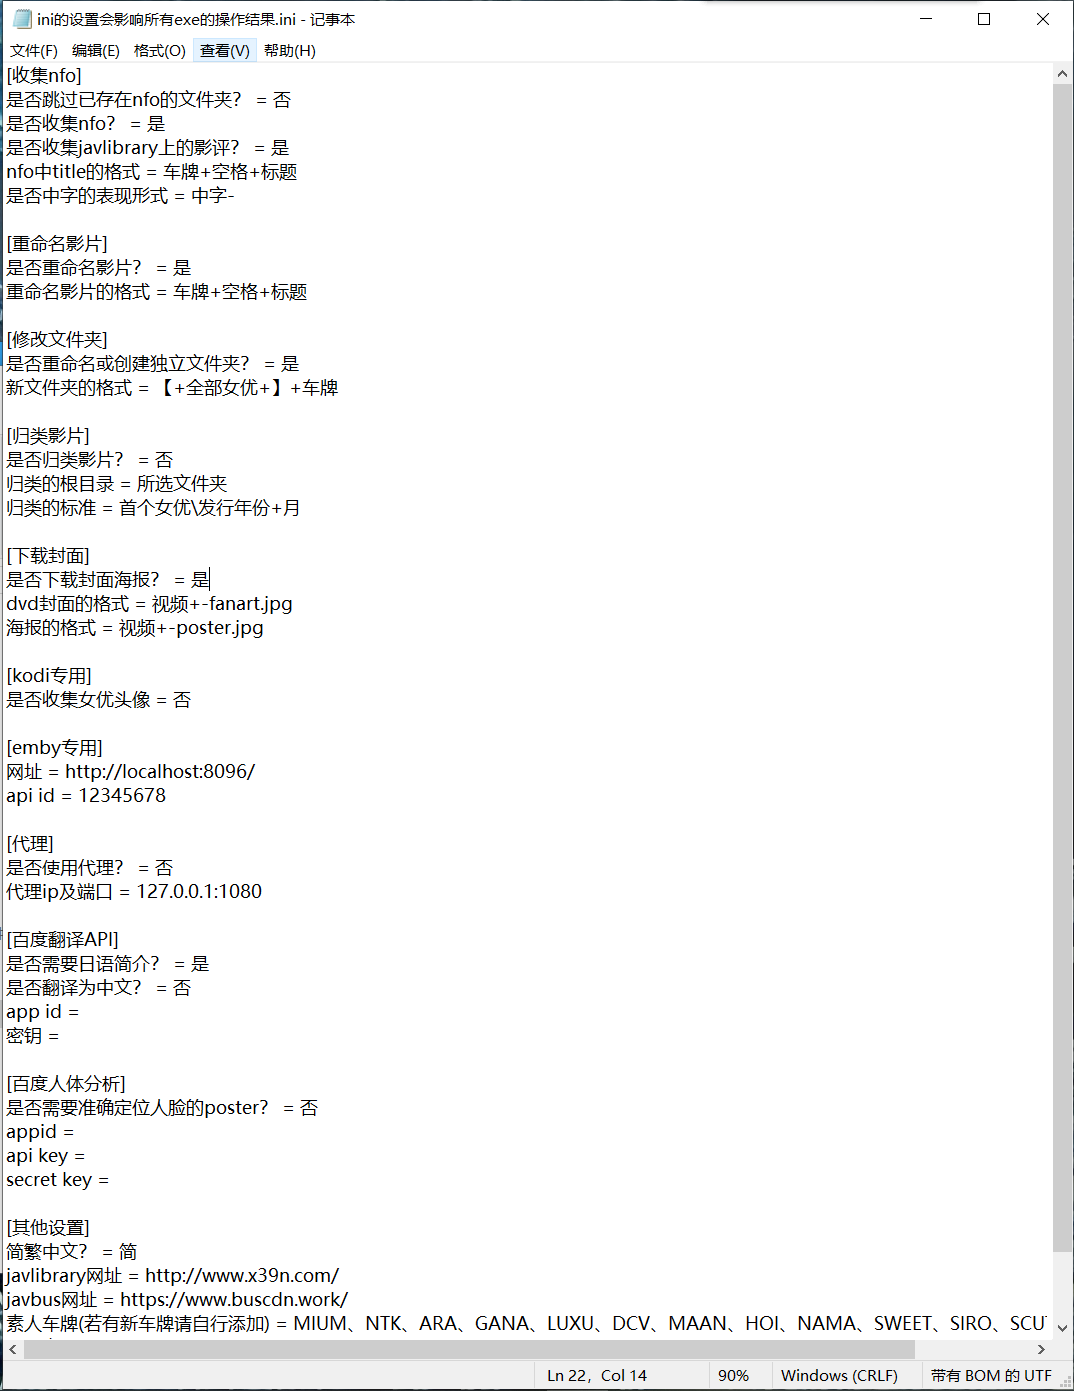 ini的设置会影响所有exe的操作结果.ini - 记事本
文件(F) 编辑(E) 格式(O) 查看(V) 帮助(H)
[收集nfo]
是否跳过已存在nfo的文件夹？ = 否
是否收集nfo？ = 是
是否收集javlibrary上的影评？ = 是
nfo中title的格式 = 车牌+空格+标题
是否中字的表现形式 = 中字-
[重命名影片]
是否重命名影片？ = 是
重命名影片的格式 = 车牌+空格+标题
[修改文件夹]
是否重命名或创建独立文件夹？ = 是
新文件夹的格式 = 【+全部女优+】+车牌
[归类影片]
是否归类影片？ = 否
归类的根目录 = 所选文件夹
归类的标准 = 首个女优\发行年份+月
[下载封面]
是否下载封面海报？ = 是
dvd封面的格式 = 视频+-fanart.jpg
海报的格式 = 视频+-poster.jpg
[kodi专用]
是否收集女优头像 = 否
[emby专用]
网址 = http://localhost:8096/
api id = 12345678
[代理]
是否使用代理？ = 否
代理ip及端口 = 127.0.0.1:1080
[百度翻译API]
是否需要日语简介？ = 是
是否翻译为中文？ = 否
app id =
密钥 =
[百度人体分析]
是否需要准确定位人脸的poster？ = 否
appid =
api key =
secret key =
[其他设置]
简繁中文？ = 简
javlibrary网址 = http://www.x39n.com/
javbus网址 = https://www.buscdn.work/
素人车牌(若有新车牌请自行添加) = MIUM、NTK、ARA、GANA、LUXU、DCV、MAAN、HOI、NAMA、SWEET、SIRO、SCU
Ln 22，Col 14 90% Windows (CRLF) 带有 BOM 的 UTF